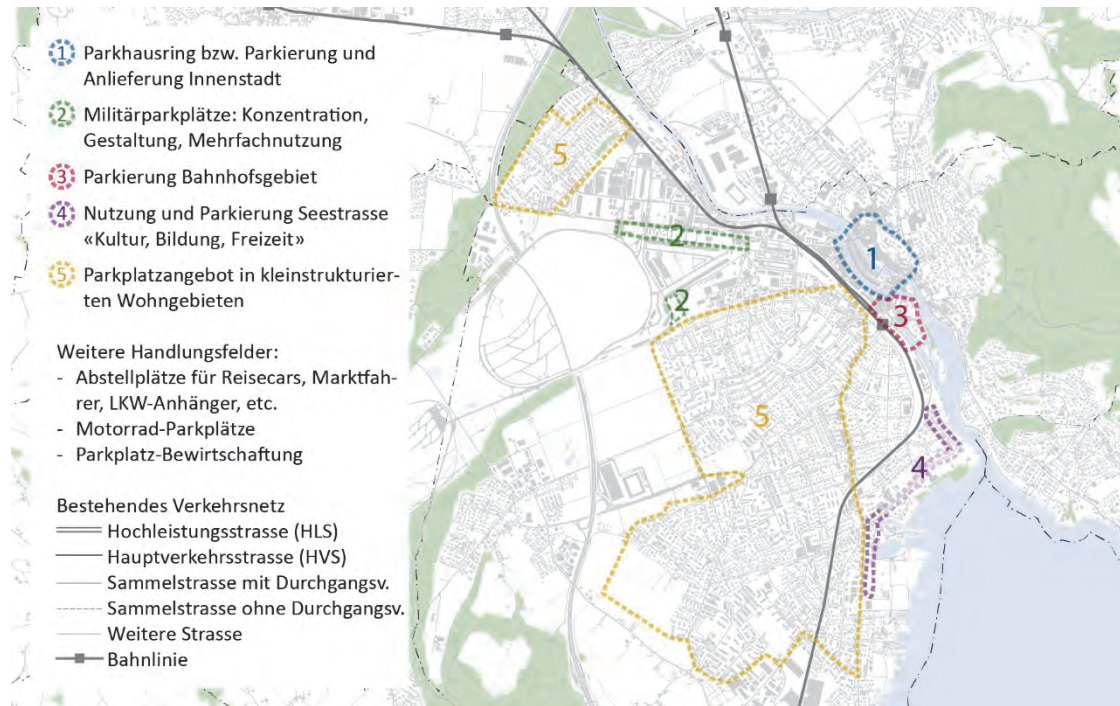 1 Parkhausring bzw. Parkierung und
Anlieferung Innenstadt
2 Militärparkplätze: Konzentration,
Gestaltung, Mehrfachnutzung
3 Parkierung Bahnhofsgebiet
4 Nutzung und Parkierung Seestrasse
«Kultur, Bildung, Freizeit»
5 Parkplatzangebot in kleinstrukturier-
ten Wohngebieten
Weitere Handlungsfelder:
- Abstellplätze für Reisecars, Marktfah-
rer, LKW-Anhänger, etc.
- Motorrad-Parkplätze
- Parkplatz-Bewirtschaftung
Bestehendes Verkehrsnetz
Hochleistungsstrasse (HLS)
Hauptverkehrsstrasse (HVS)
Sammelstrasse mit Durchgangsv.
Sammelstrasse ohne Durchgangsv.
Weitere Strasse
Bahnlinie
5
2
1
2
3
5
4